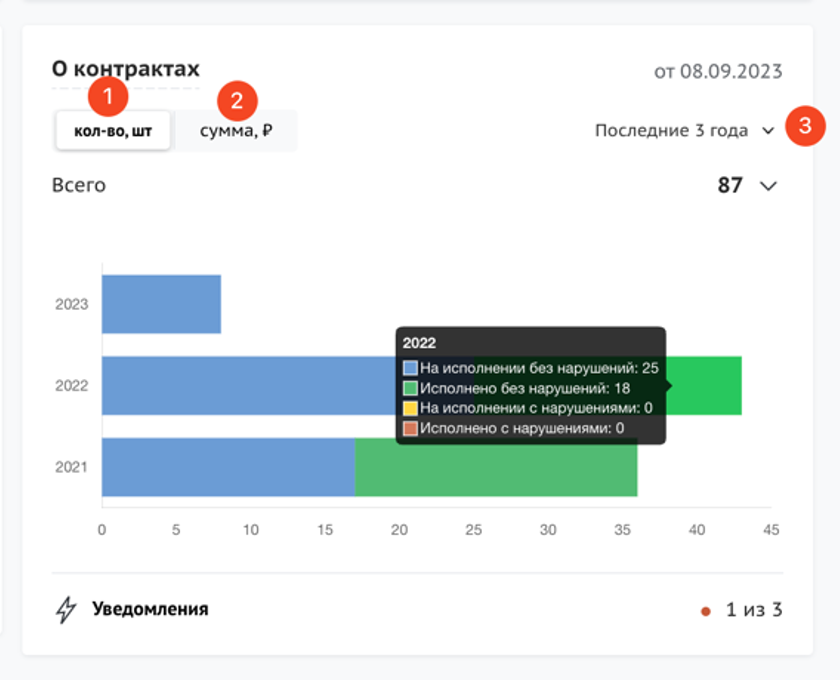 О контрактах
от 08.09.2023
1
2
кол-во, шт
сумма, ₽
Последние 3 года
3
Всего
87
2023
2022
На исполнении без нарушений: 25
Исполнено без нарушений: 18
На исполнении с нарушениями: 0
Исполнено с нарушениями: 0
2022
2021
0 5 10 15 20 25 30 35 40 45
Уведомления
1 из 3